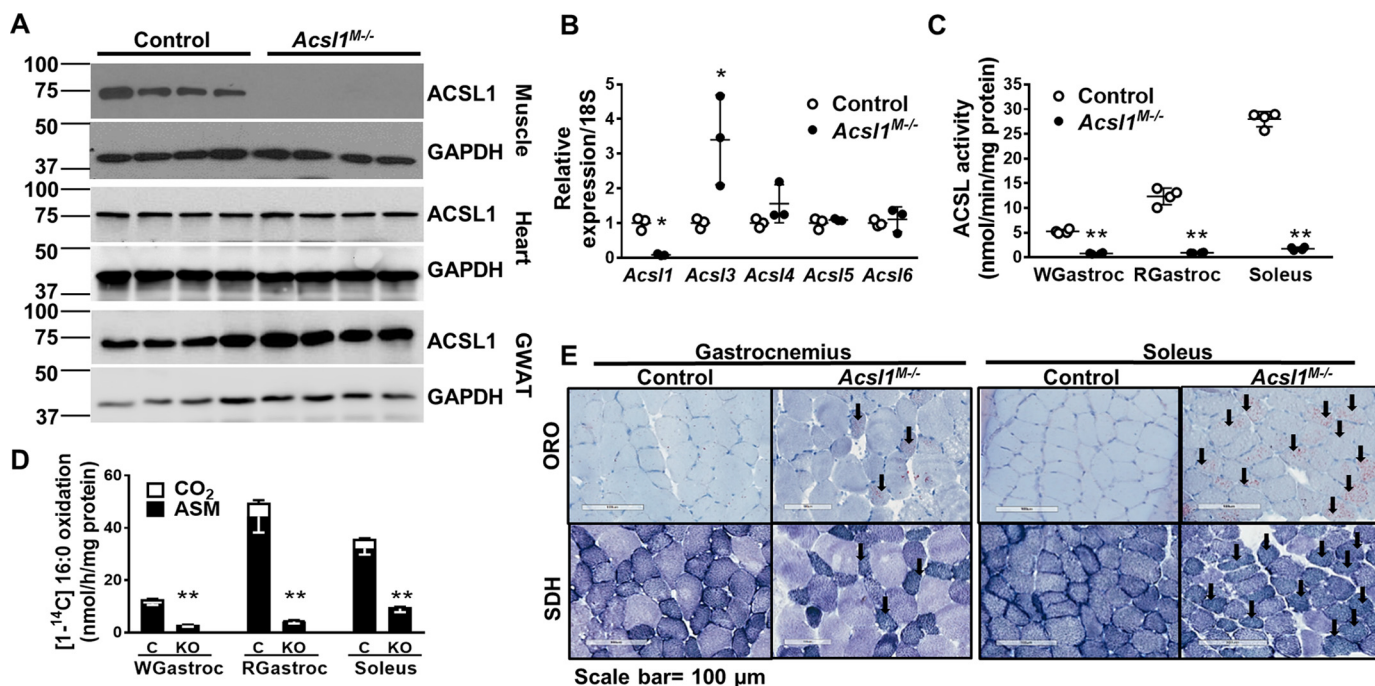 A
Control
Acsl1M-/-
100
75
ACSL1
50
37
GAPDH
Muscle
100
75
ACSL1
50
37
GAPDH
Heart
100
75
ACSL1
50
37
GAPDH
GWAT
B
Relative
expression/18S
5
4
3
2
1
0
*
*
Control
Acsl1M-/-
Acsl1 Acsl3 Acsl4 Acsl5 Acsl6
C
ACSL activity
(nmol/min/mg protein)
35
30
25
20
15
10
5
0
Control
Acsl1M-/-
** ** **
WGastroc RGastroc Soleus
D
[1-14C] 16:0 oxidation
(nmol/h/mg protein)
60
40
20
0
CO2
ASM
** ** **
C KO C KO C KO
WGastroc RGastroc Soleus
E
Gastrocnemius Soleus
Control Acsl1M-/- Control Acsl1M-/-
ORO
SDH
Scale bar= 100 μm